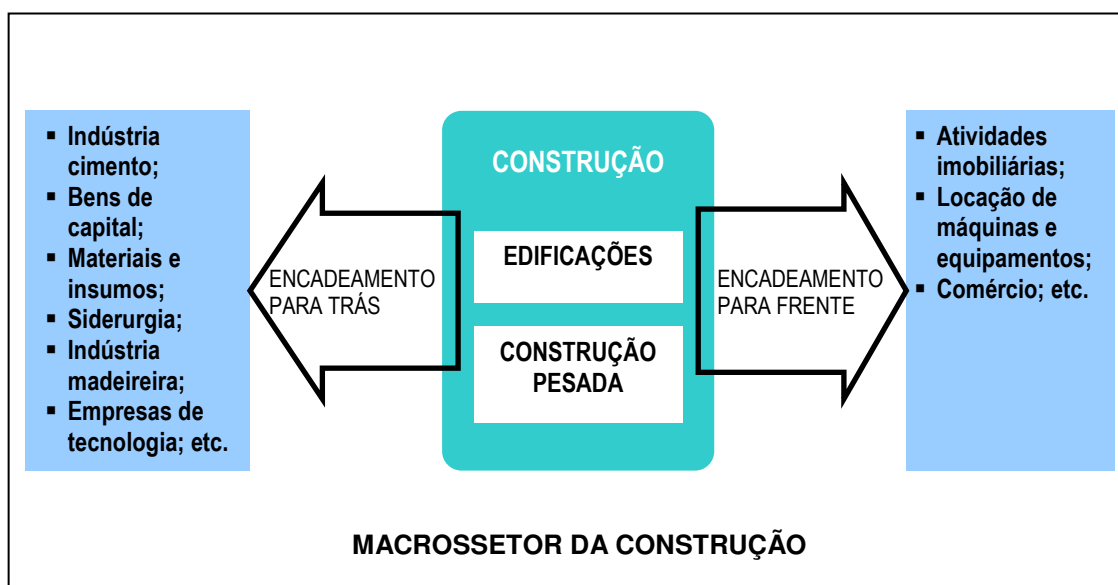 ▪ Indústria
cimento;
▪ Bens de
capital;
▪ Materiais e
insumos;
▪ Siderurgia;
▪ Indústria
madeireira;
▪ Empresas de
tecnologia; etc.
ENCADEAMENTO
PARA TRÁS
CONSTRUÇÃO
EDIFICAÇÕES
CONSTRUÇÃO
PESADA
ENCADEAMENTO
PARA FRENTE
▪ Atividades
imobiliárias;
▪ Locação de
máquinas e
equipamentos;
▪ Comércio; etc.
MACROSSETOR DA CONSTRUÇÃO